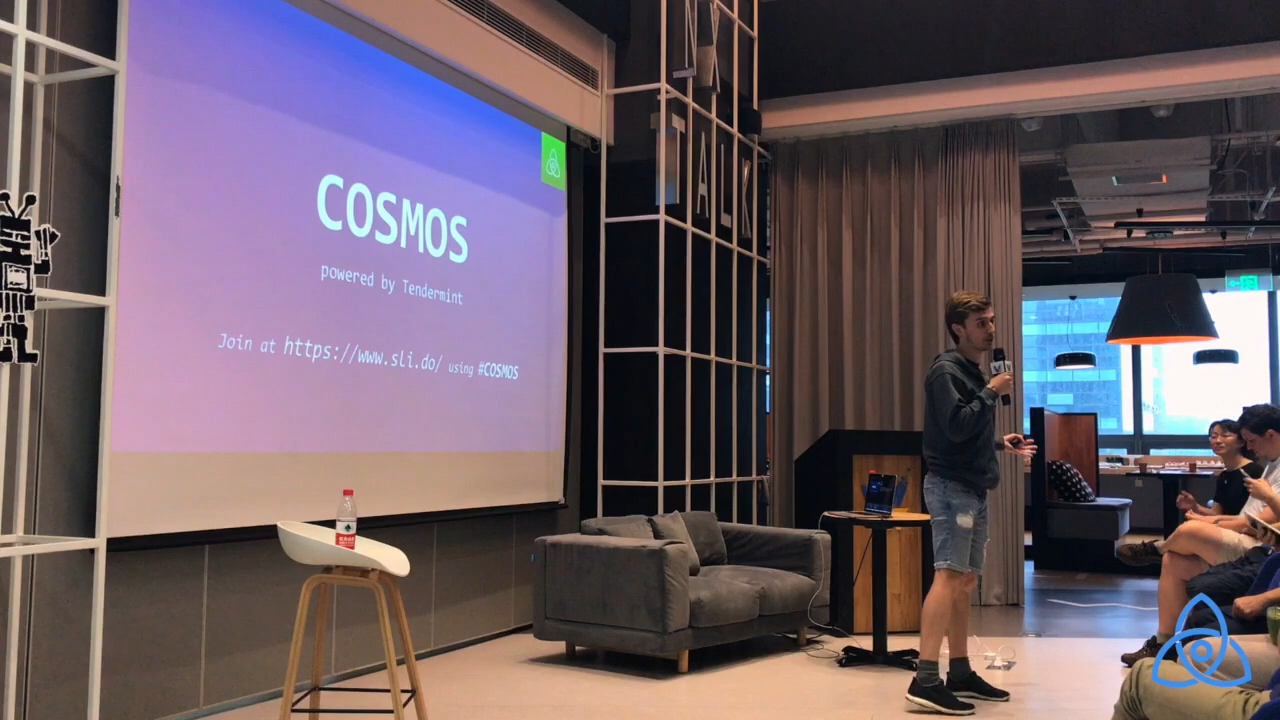 COSMOS
powered by Tendermint
Join at https://www.sli.do/ using #COSMOS
TALK